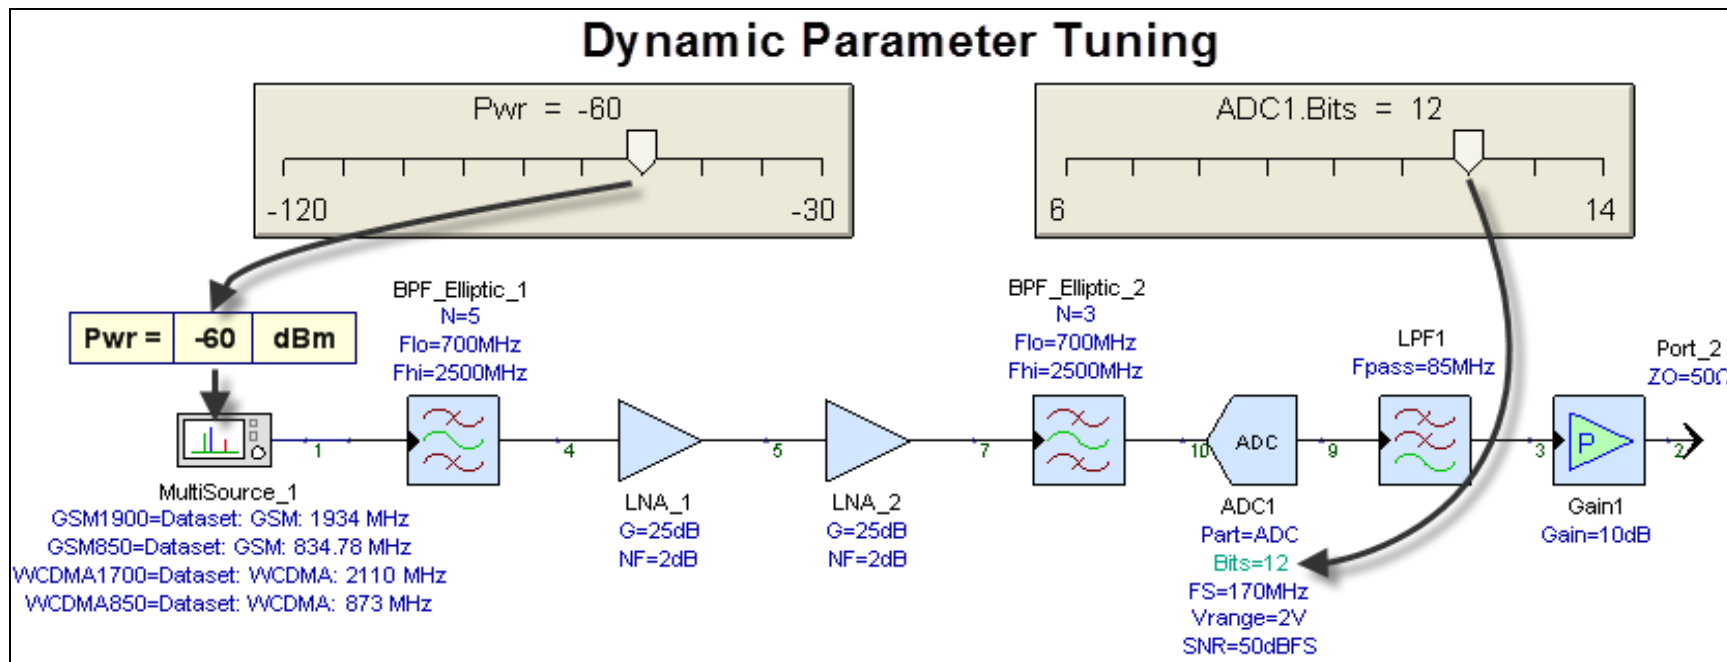 Dynamic Parameter Tuning
Pwr = -60
-120
-30
ADC1.Bits = 12
6
14
Pwr = -60 dBm
BPF_Elliptic_1
N=5
Flo=700MHz
Fhi=2500MHz
BPF_Elliptic_2
N=3
Flo=700MHz
Fhi=2500MHz
LPF1
Fpass=85MHz
Port_2
ZO=50Ω
1
4
5
7
10
ADC
9
3
P
2
MultiSource_1
GSM1900=Dataset: GSM: 1934 MHz
GSM850=Dataset: GSM: 834.78 MHz
WCDMA1700=Dataset: WCDMA: 2110 MHz
WCDMA850=Dataset: WCDMA: 873 MHz
LNA_1
G=25dB
NF=2dB
LNA_2
G=25dB
NF=2dB
ADC1
Part=ADC
Bits=12
FS=170MHz
Vrange=2V
SNR=50dBFS
Gain1
Gain=10dB